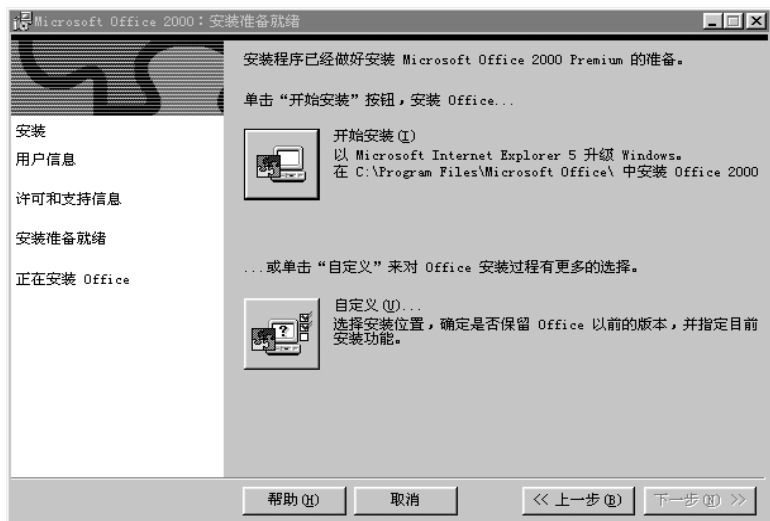 Microsoft Office 2000：安装准备就绪
安装程序已经做好安装 Microsoft Office 2000 Premium 的准备。
单击“开始安装”按钮，安装 Office...
安装
用户信息
许可和支持信息
安装准备就绪
正在安装 Office
开始安装(I)
以 Microsoft Internet Explorer 5 升级 Windows。
在 C:\Program Files\Microsoft Office\ 中安装 Office 2000
...或单击“自定义”来对 Office 安装过程有更多的选择。
自定义(U)...
选择安装位置，确定是否保留 Office 以前的版本，并指定目前
安装功能。
帮助(H) 取消 << 上一步(B) 下一步(N) >>